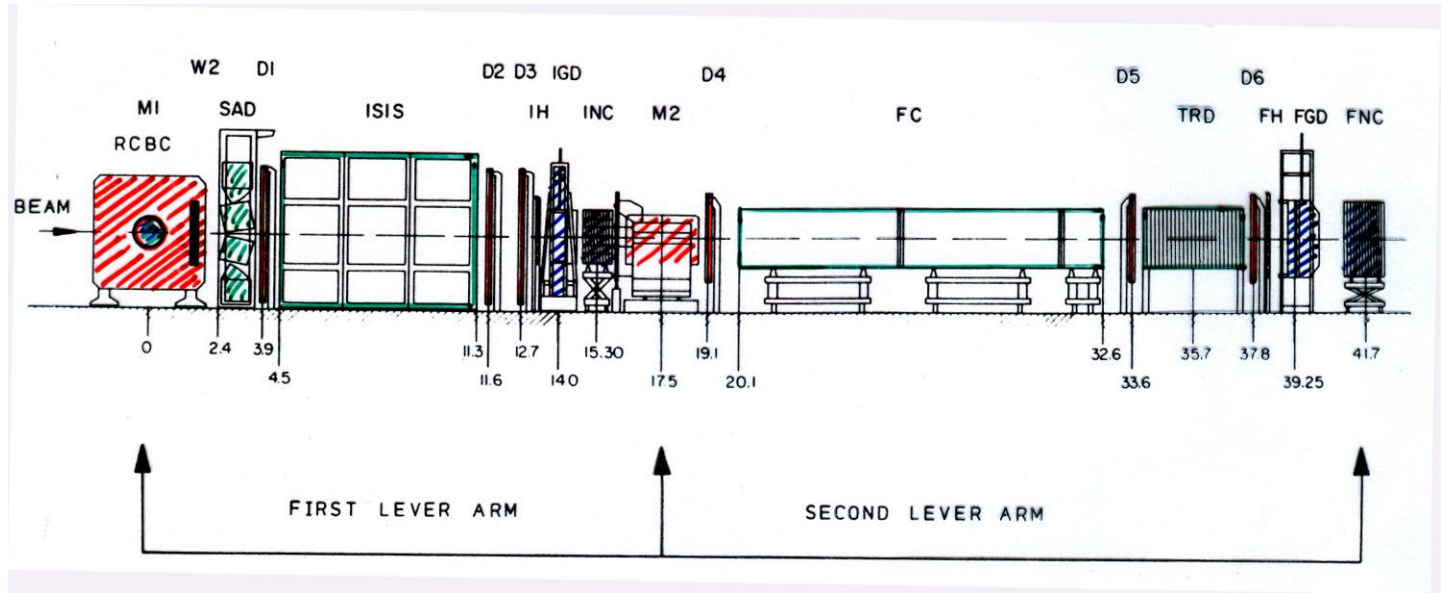 W2 D1 D2 D3 IGD D4 D5 D6
M1 SAD ISIS IH INC M2 FC TRD FH FGD FNC
RCBC
BEAM
0 2.4 3.9 11.3 12.7 15.30 19.1 32.6 35.7 37.8 41.7
4.5 11.6 14.0 17.5 20.1 33.6 39.25
FIRST LEVER ARM
SECOND LEVER ARM